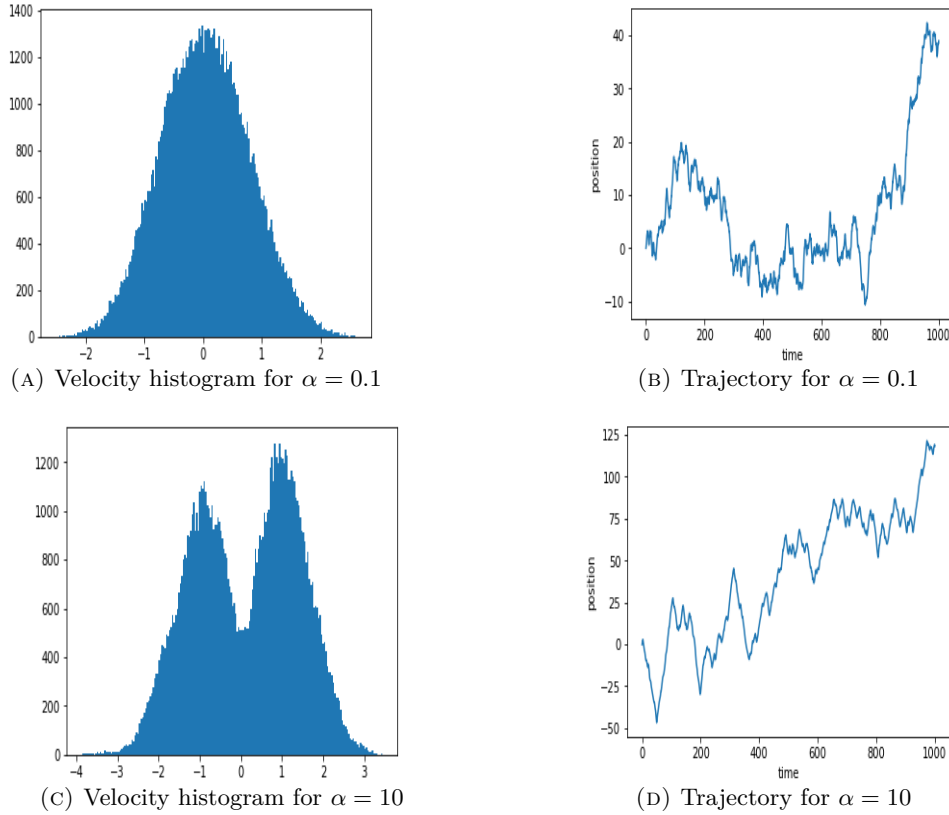 1400
1200
1000
800
600
400
200
0
−2 −1 0 1 2
(A) Velocity histogram for α = 0.1
40
30
20
10
0
−10
position
0 200 400 600 800 1000
time
(B) Trajectory for α = 0.1
1200
1000
800
600
400
200
0
−4 −3 −2 −1 0 1 2 3
(C) Velocity histogram for α = 10
125
100
75
50
25
0
−25
−50
position
0 200 400 600 800 1000
time
(D) Trajectory for α = 10